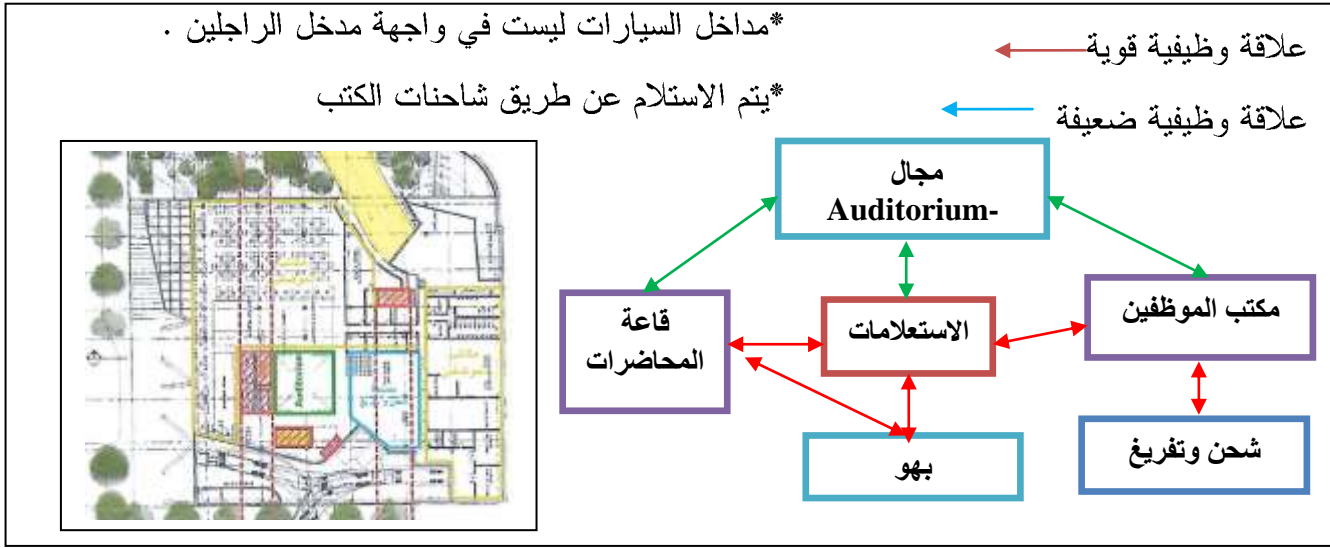 *مداخل السيارات ليست في واجهة مدخل الراجلين .
*يتم الاستلام عن طريق شاحنات الكتب
علاقة وظيفية قوية
علاقة وظيفية ضعيفة
مجال
Auditorium-
قاعة
المحاضرات
الاستعلامات
مكتب الموظفين
بهو
شحن وتفريغ
Auditorium